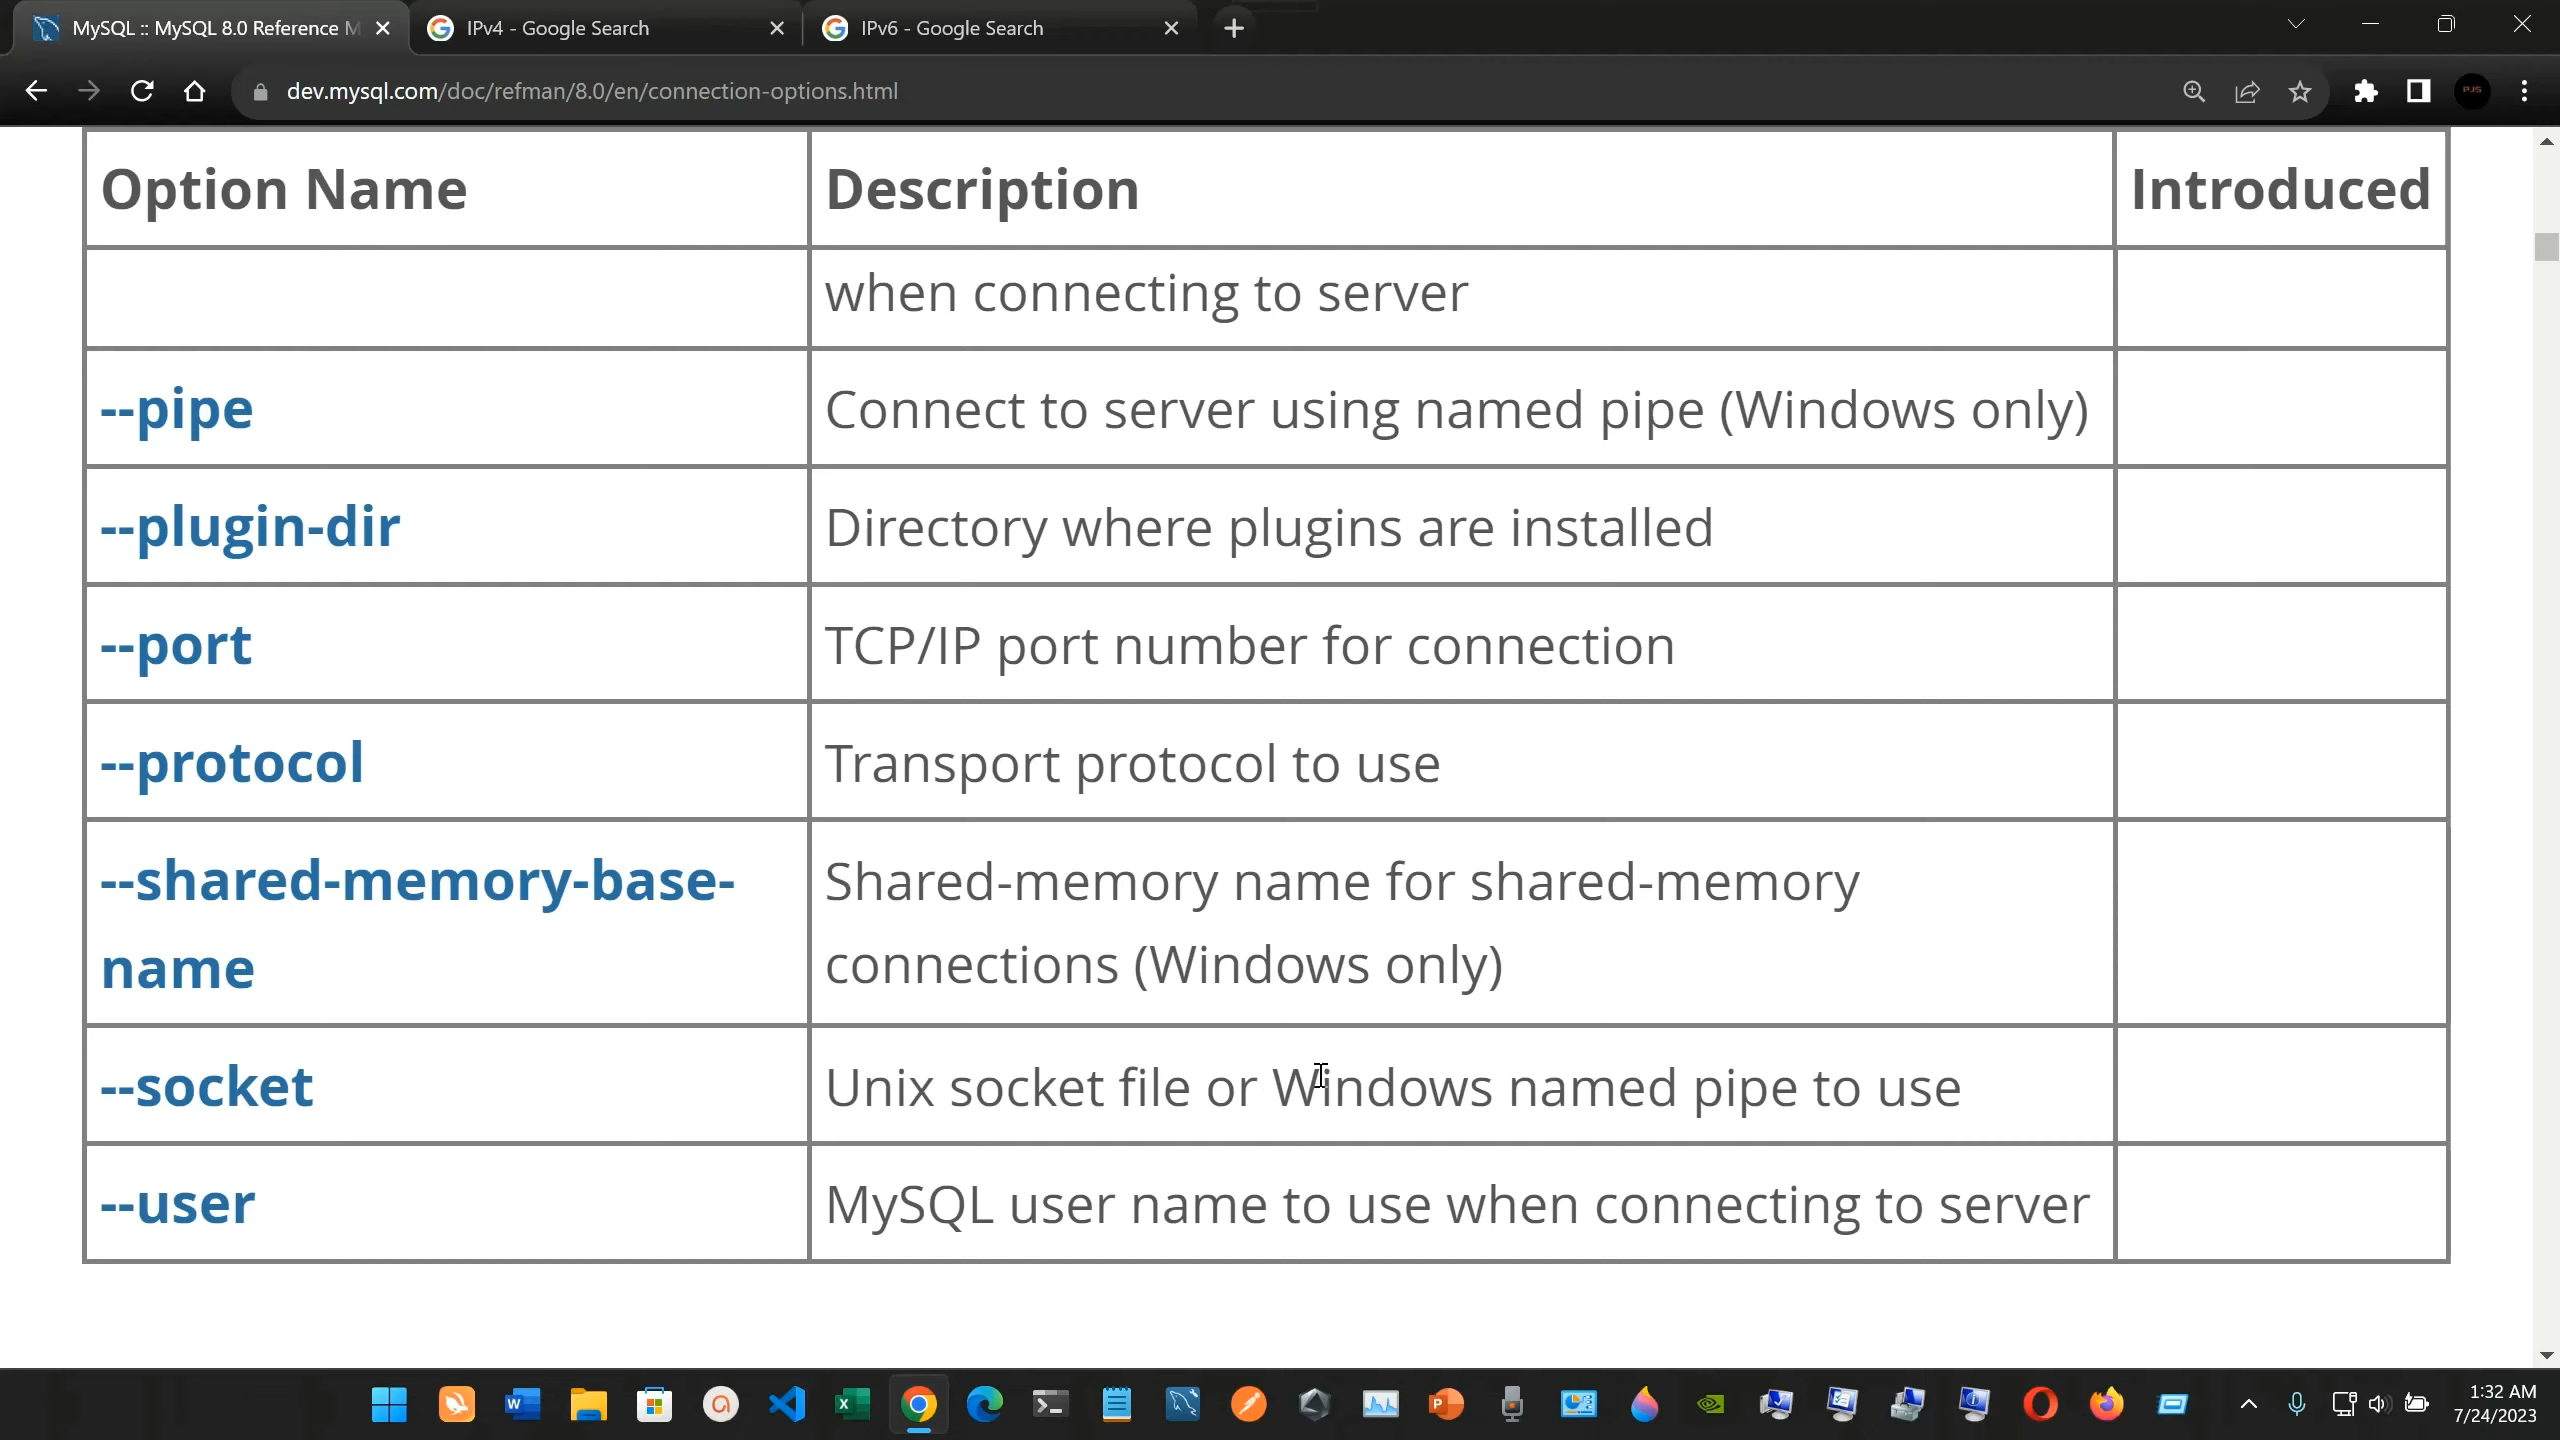 MySQL :: MySQL 8.0 Reference M
IPv4 - Google Search
IPv6 - Google Search
dev.mysql.com/doc/refman/8.0/en/connection-options.html
PJS
Option Name Description Introduced
when connecting to server
--pipe Connect to server using named pipe (Windows only)
--plugin-dir Directory where plugins are installed
--port TCP/IP port number for connection
--protocol Transport protocol to use
--shared-memory-base-
name
Shared-memory name for shared-memory
connections (Windows only)
--socket Unix socket file or Windows named pipe to use
--user MySQL user name to use when connecting to server
1:32 AM
7/24/2023